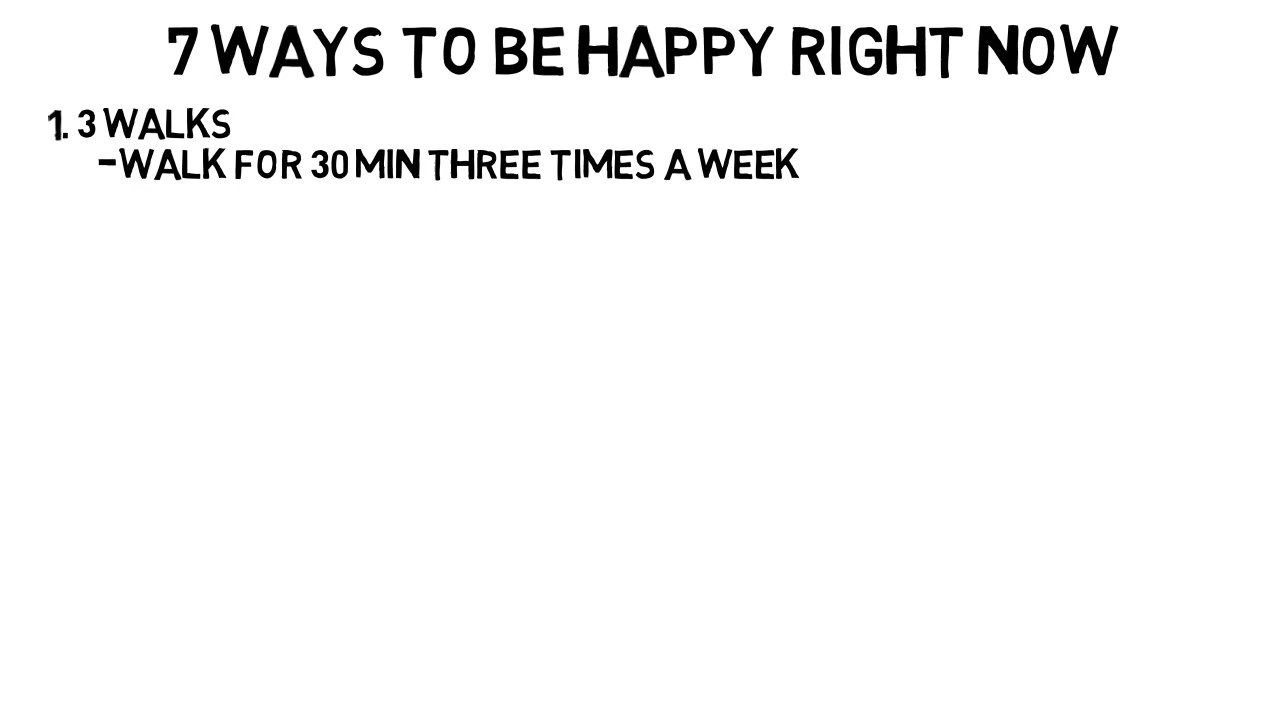 7 WAYS TO BE HAPPY RIGHT NOW
1. 3 WALKS
-WALK FOR 30 MIN THREE TIMES A WEEK